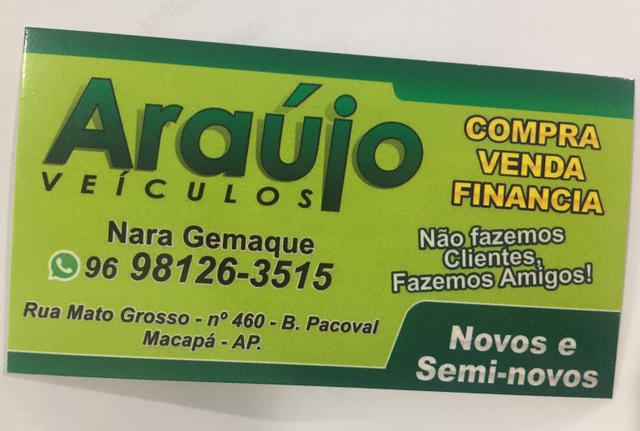 Araújo
VEÍCULOS
COMPRA
VENDA
FINANCIA
Nara Gemaque
96 98126-3515
Não fazemos
Clientes,
Fazemos Amigos!
Rua Mato Grosso - nº 460 - B. Pacoval
Macapá - AP.
Novos e
Semi-novos